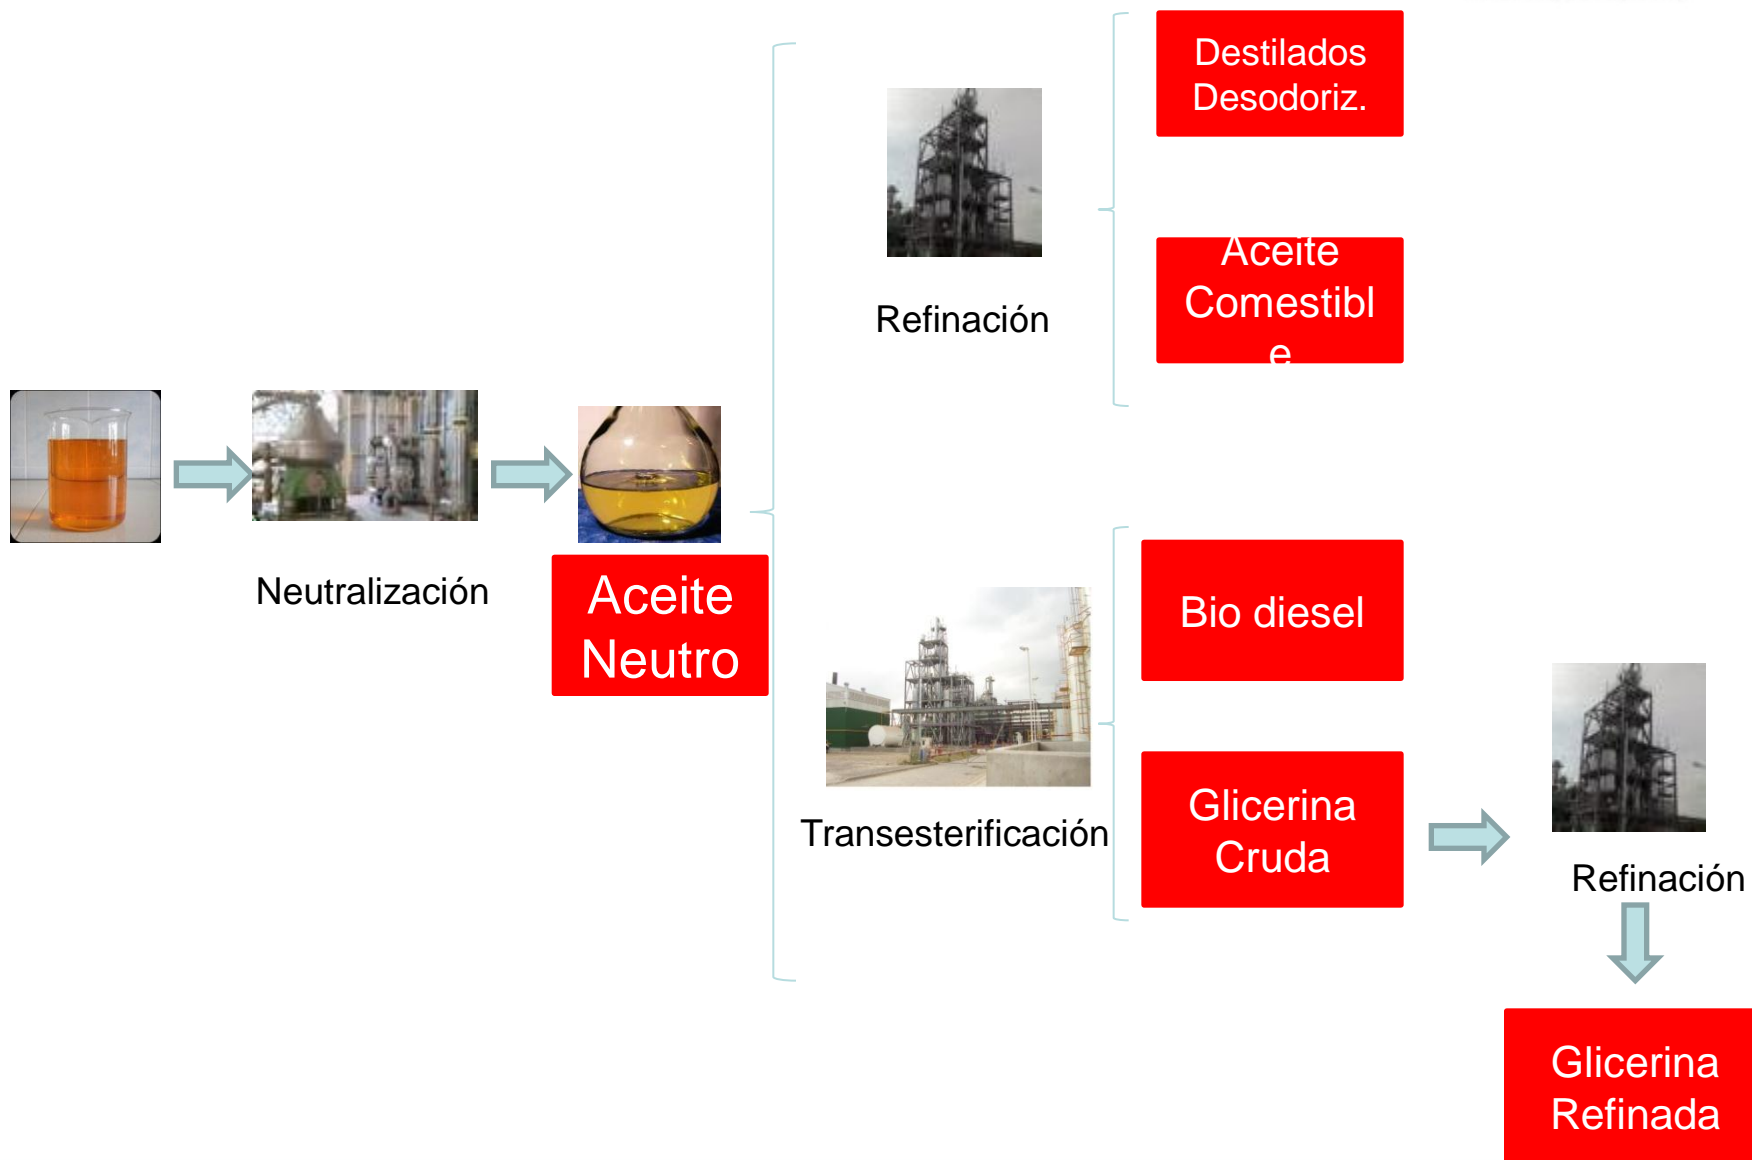 Destilados
Desodoriz.
Aceite
Comestibl
e
Refinación
Neutralización
Aceite
Neutro
Bio diesel
Transesterificación
Glicerina
Cruda
Refinación
Glicerina
Refinada